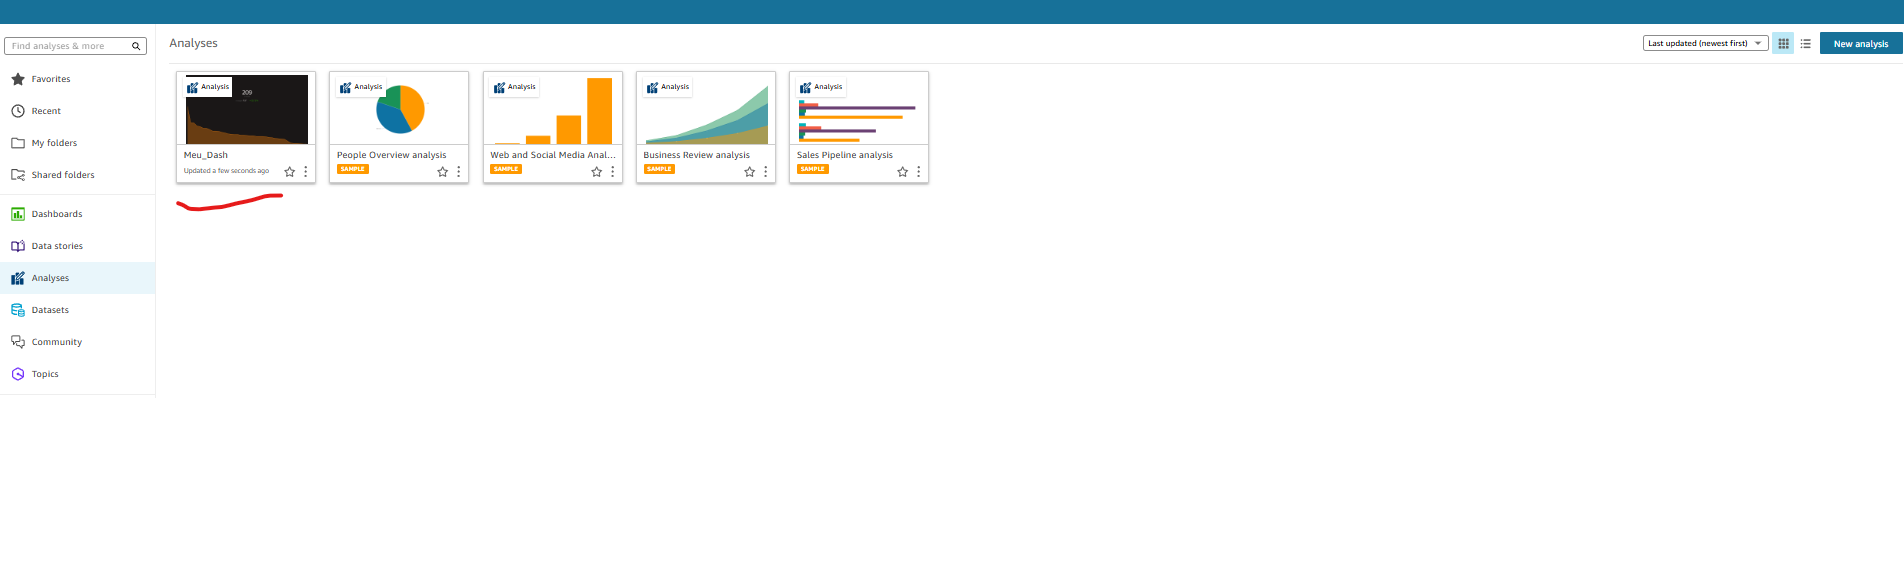 Find analyses & more
Favorites
Recent
My folders
Shared folders
Dashboards
Data stories
Analyses
Datasets
Community
Topics
Analyses
Last updated (newest first)
New analysis
Analysis
209
Meu_Dash
Updated a few seconds ago
Analysis
People Overview analysis
SAMPLE
Analysis
Web and Social Media Anal...
SAMPLE
Analysis
Business Review analysis
SAMPLE
Analysis
Sales Pipeline analysis
SAMPLE